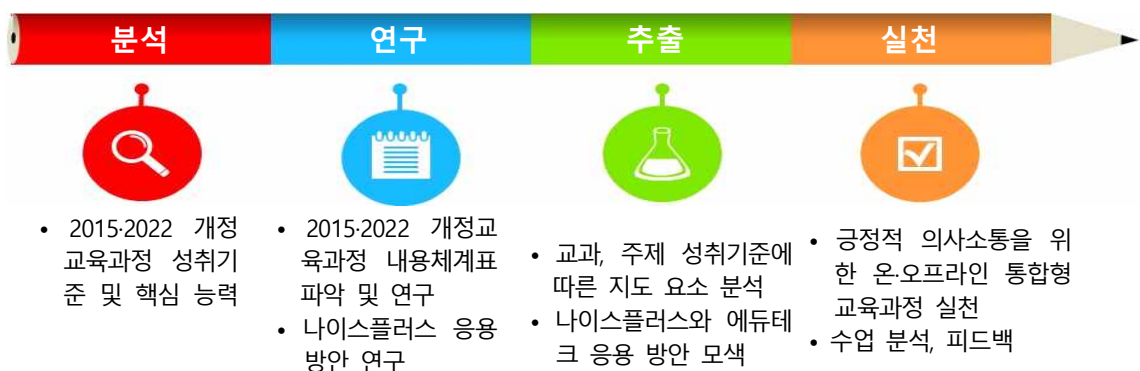 분석
연구
추출
실천
• 2015·2022 개정
교육과정 성취기
준 및 핵심 능력
• 2015·2022 개정교
육과정 내용체계표
파악 및 연구
• 나이스플러스 응용
방안 연구
• 교과, 주제 성취기준에
따른 지도 요소 분석
• 나이스플러스와 에듀테
크 응용 방안 모색
• 긍정적 의사소통을 위
한 온·오프라인 통합형
교육과정 실천
• 수업 분석, 피드백